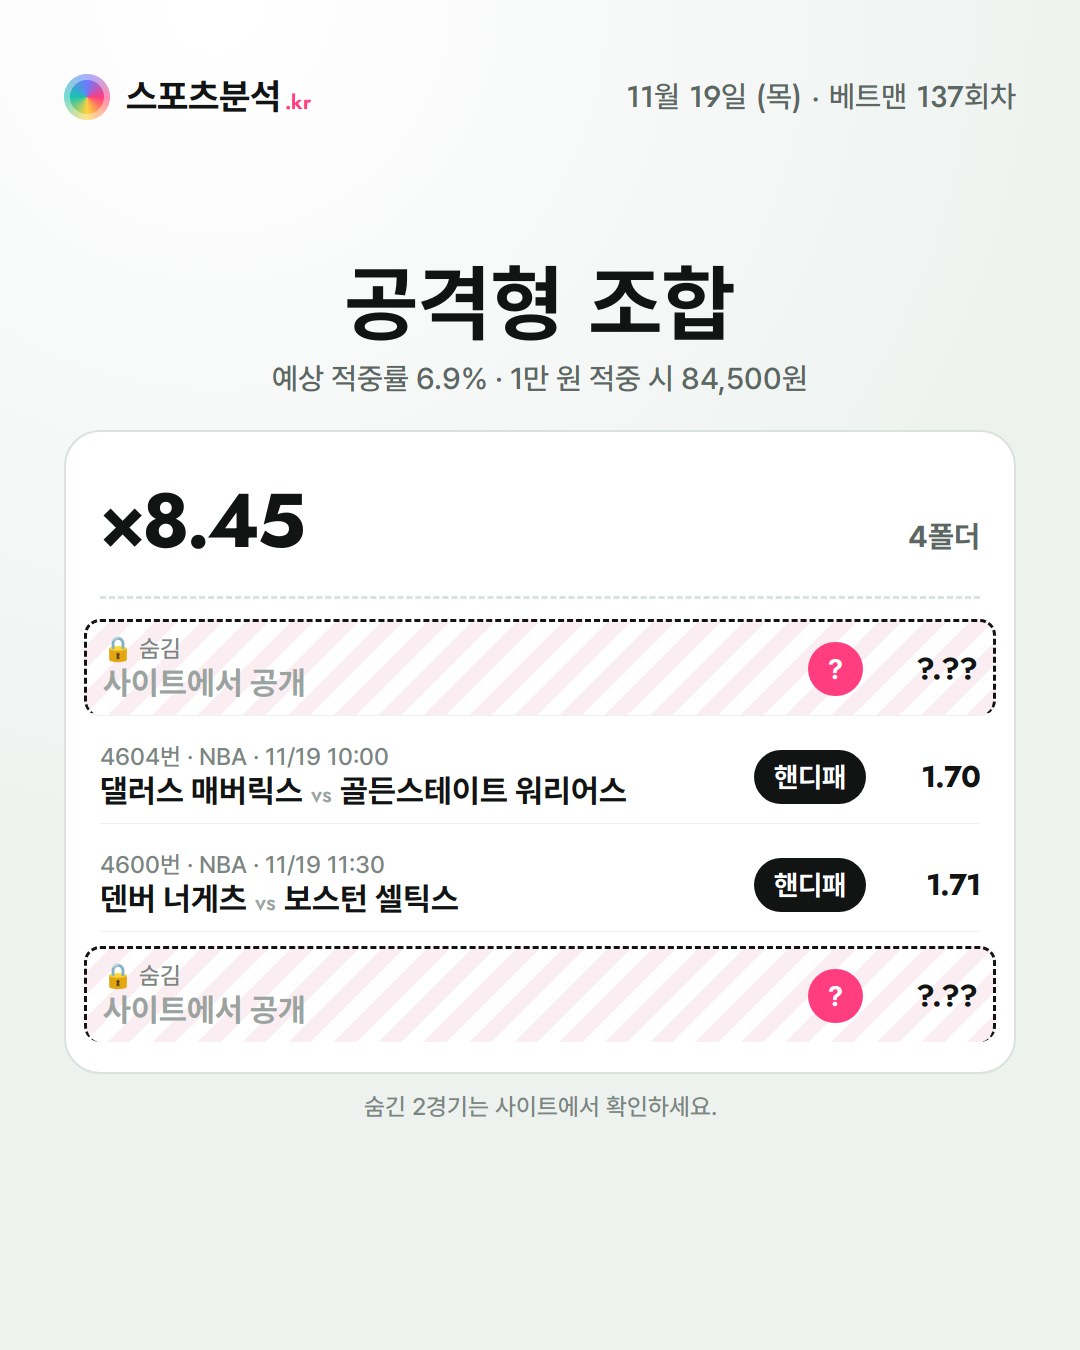 스포츠분석.kr
11월 19일 (목) · 베트맨 137회차
공격형 조합
예상 적중률 6.9% · 1만 원 적중 시 84,500원
×8.45
4폴더
🔒 숨김
사이트에서 공개
?
?.??
4604번 · NBA · 11/19 10:00
댈러스 매버릭스 vs 골든스테이트 워리어스
핸디패
1.70
4600번 · NBA · 11/19 11:30
덴버 너게츠 vs 보스턴 셀틱스
핸디패
1.71
🔒 숨김
사이트에서 공개
?
?.??
숨긴 2경기는 사이트에서 확인하세요.